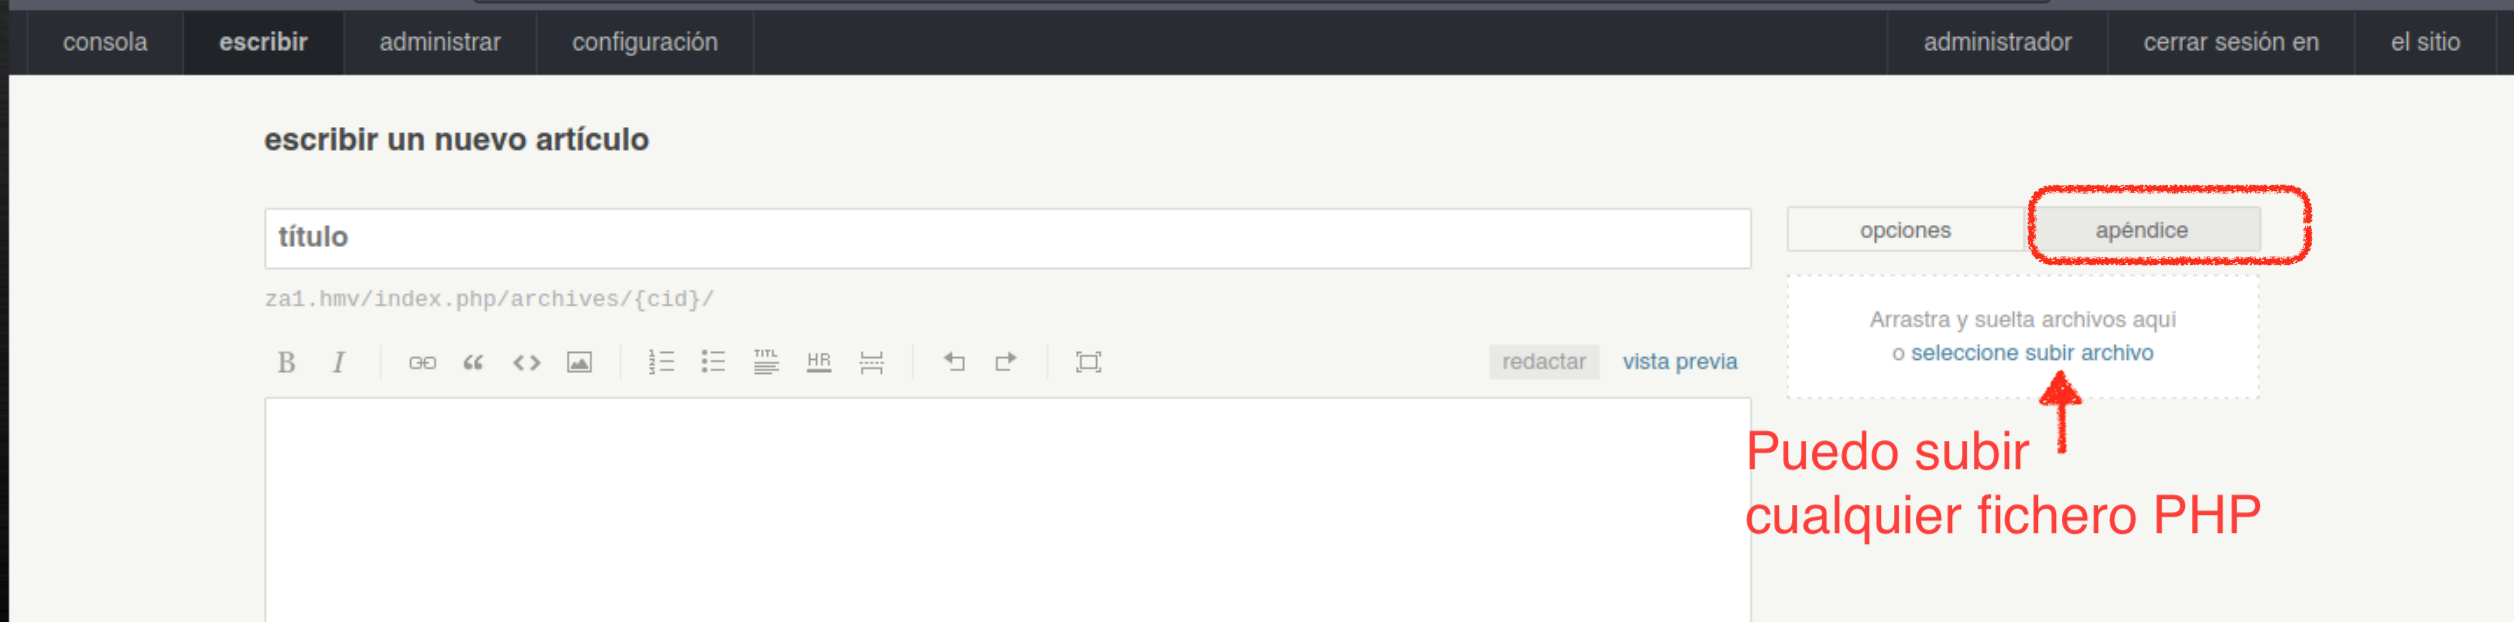 consola escribir administrar configuración administrador cerrar sesión en el sitio
escribir un nuevo artículo
título
opciones apéndice
za1.hmv/index.php/archives/{cid}/
Arrastra y suelta archivos aquí
o seleccione subir archivo
B I TITL HR redactar vista previa
Puedo subir
cualquier fichero PHP